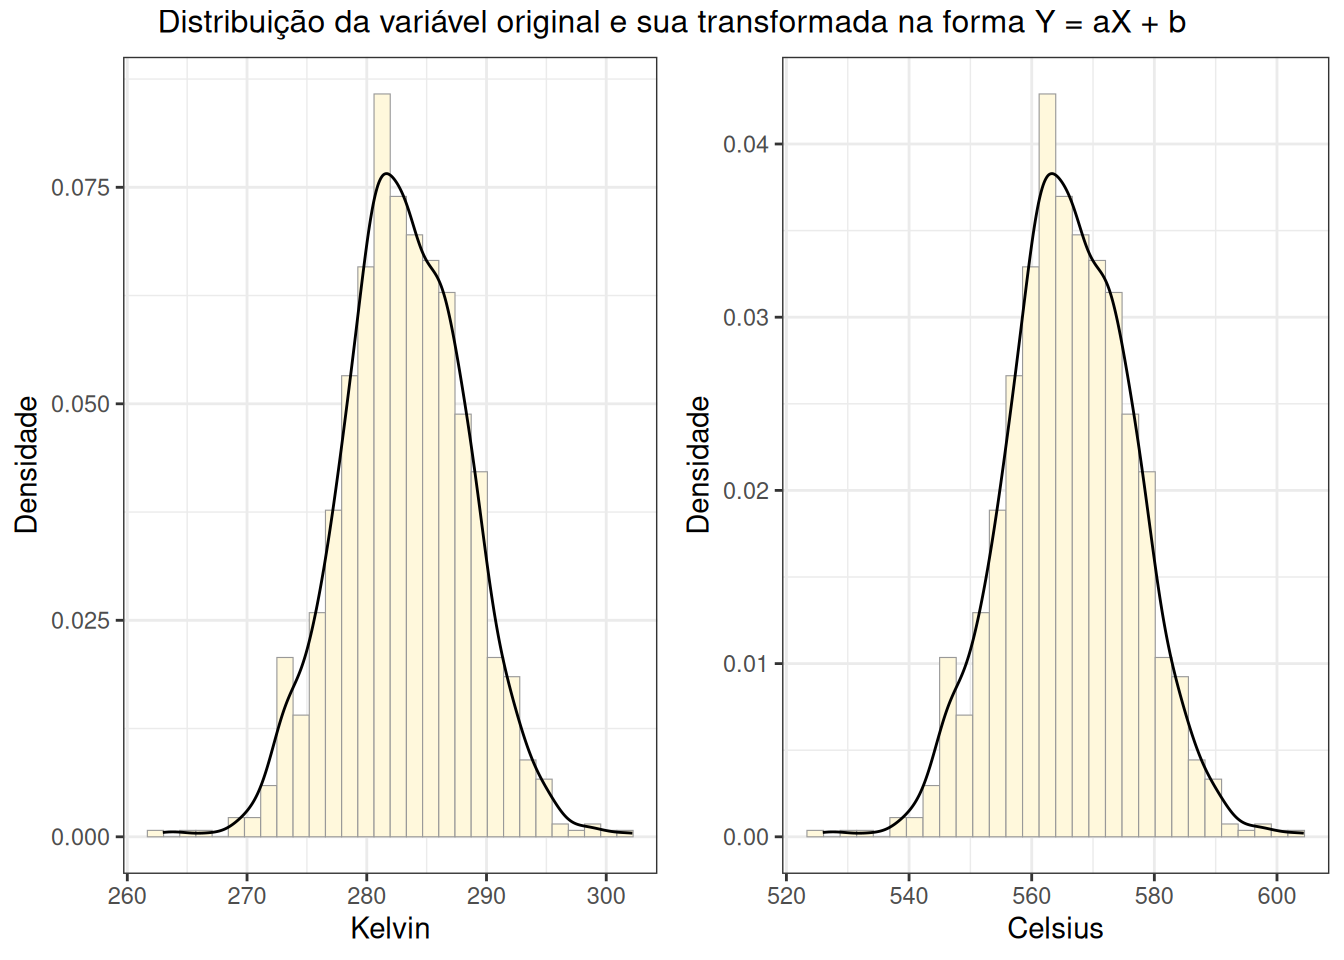 Distribuição da variável original e sua transformada na forma Y = aX + b
Densidade
0.075
0.050
0.025
0.000
260 270 280 290 300
Kelvin
Densidade
0.04
0.03
0.02
0.01
0.00
520 540 560 580 600
Celsius